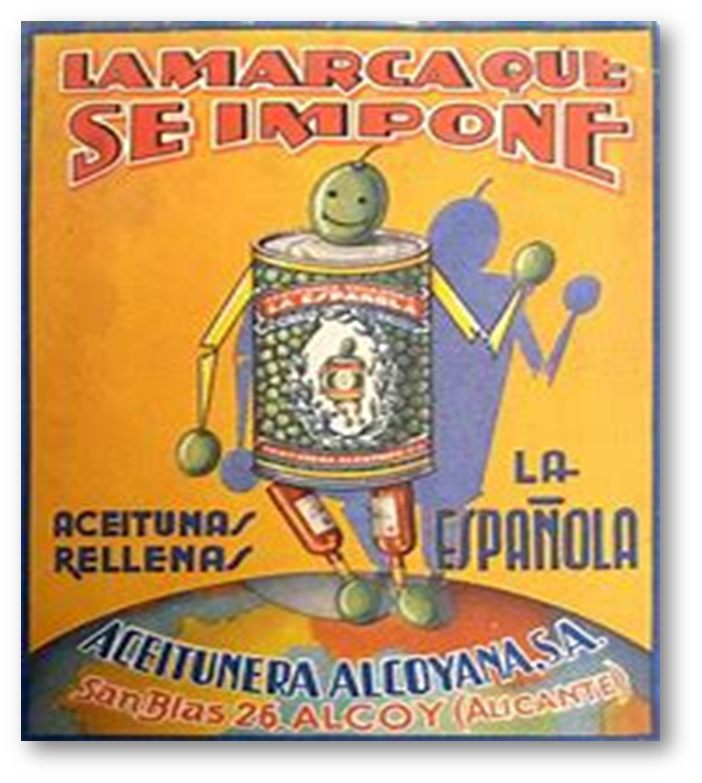 LA MARCA QUE
SE IMPONE
LA ESPAÑOLA
ACEITUNAS
RELLENAS
LA
ESPAÑOLA
ACEITUNERA ALCOYANA, S.A.
San Blas 26. ALCOY (ALICANTE)